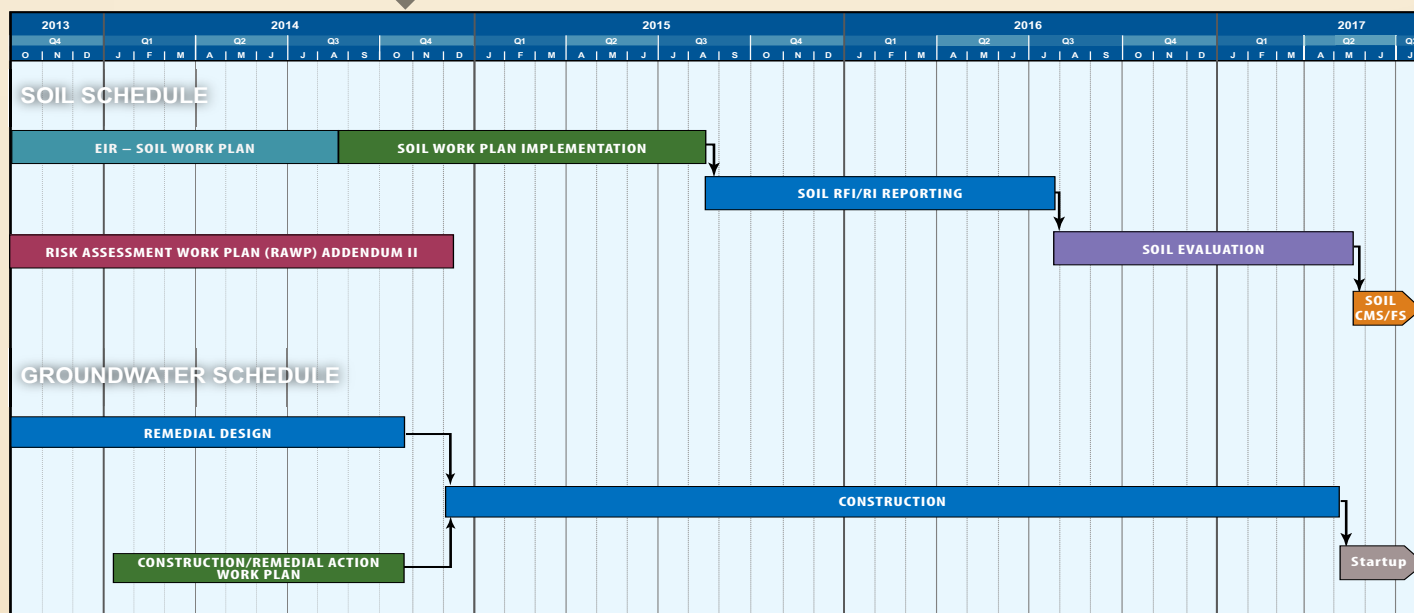 2013 2014 2015 2016 2017
Q4 Q1 Q2 Q3 Q4 Q1 Q2 Q3 Q4 Q1 Q2 Q3 Q4 Q1 Q2
O N D J F M A M J J A S O N D J F M A M J J A S O N D J F M A M J J A S O N D J F M A M J J
SOIL SCHEDULE
EIR – SOIL WORK PLAN
SOIL WORK PLAN IMPLEMENTATION
SOIL RFI/RI REPORTING
RISK ASSESSMENT WORK PLAN (RAWP) ADDENDUM II
SOIL EVALUATION
SOIL
CMS/FS
GROUNDWATER SCHEDULE
REMEDIAL DESIGN
CONSTRUCTION
CONSTRUCTION/REMEDIAL ACTION
WORK PLAN
Startup